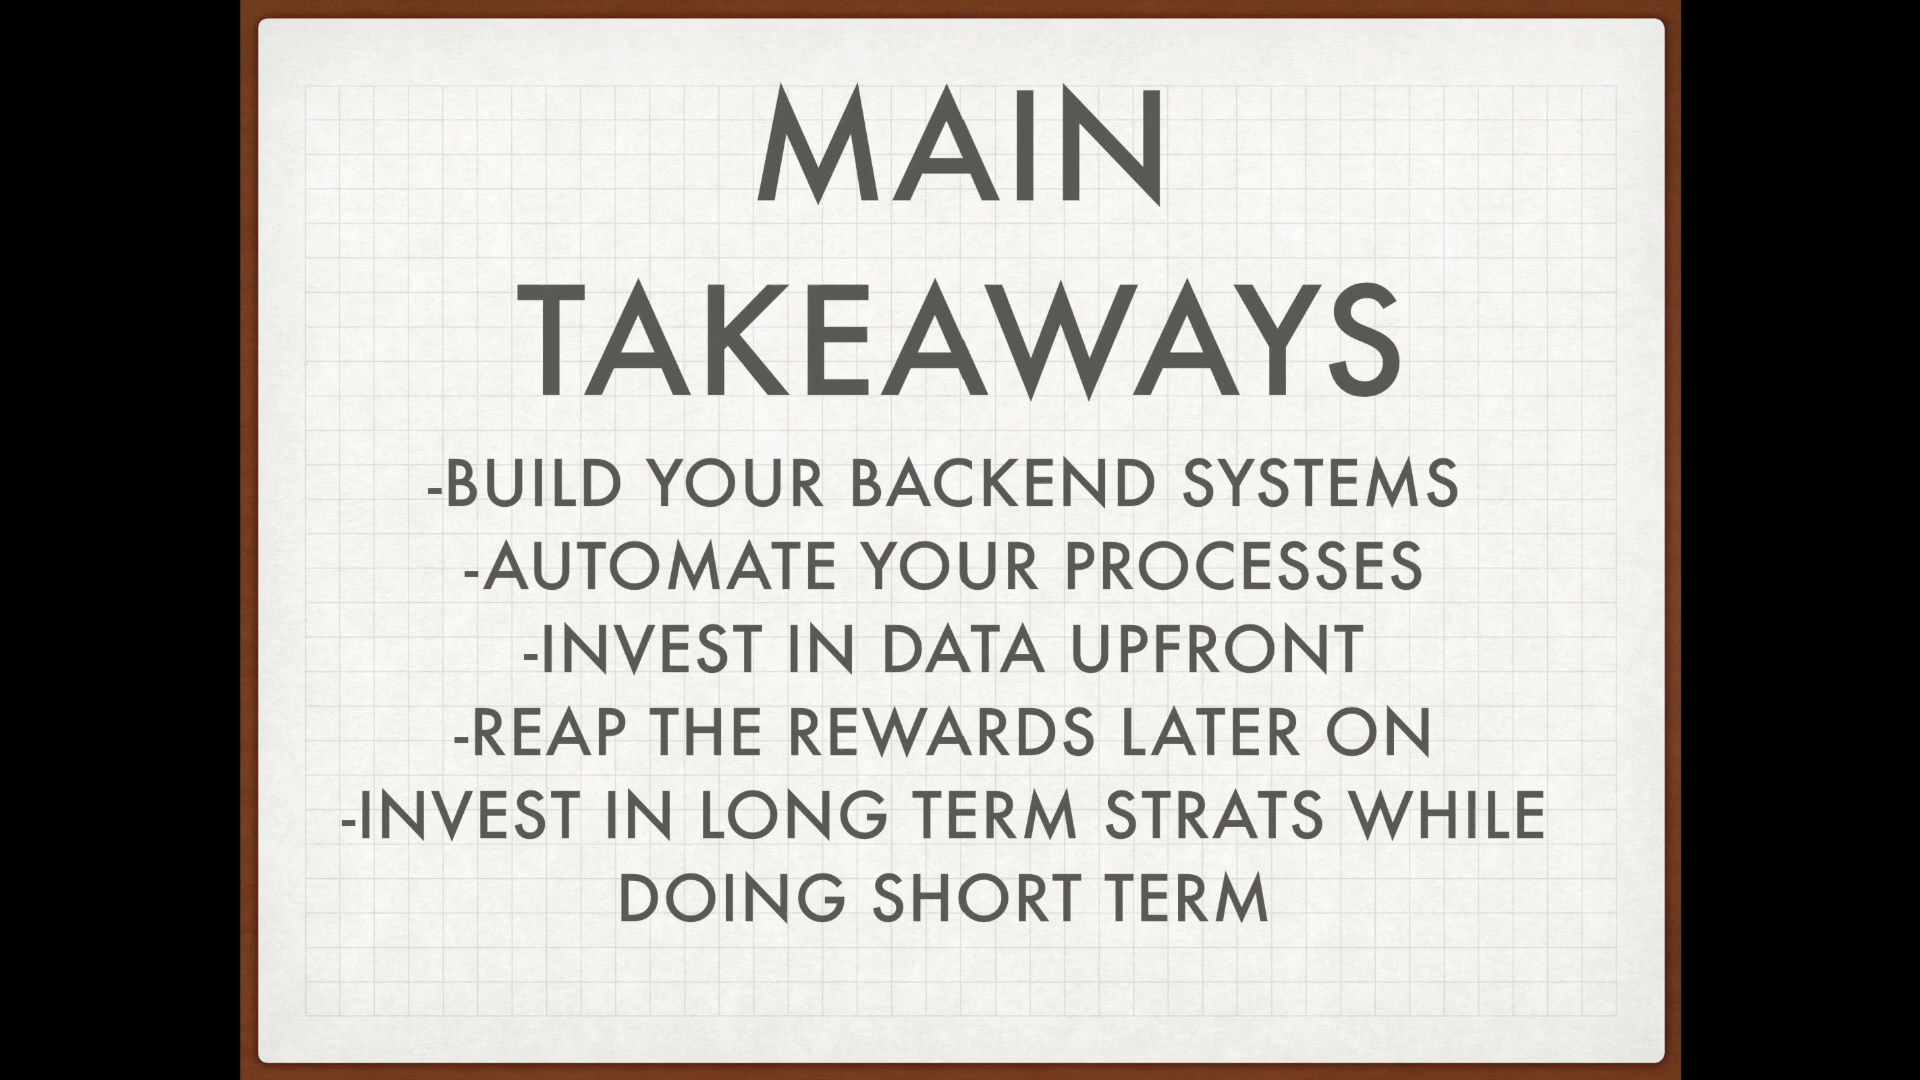 MAIN
TAKEAWAYS
-BUILD YOUR BACKEND SYSTEMS
-AUTOMATE YOUR PROCESSES
-INVEST IN DATA UPFRONT
-REAP THE REWARDS LATER ON
-INVEST IN LONG TERM STRATS WHILE
DOING SHORT TERM